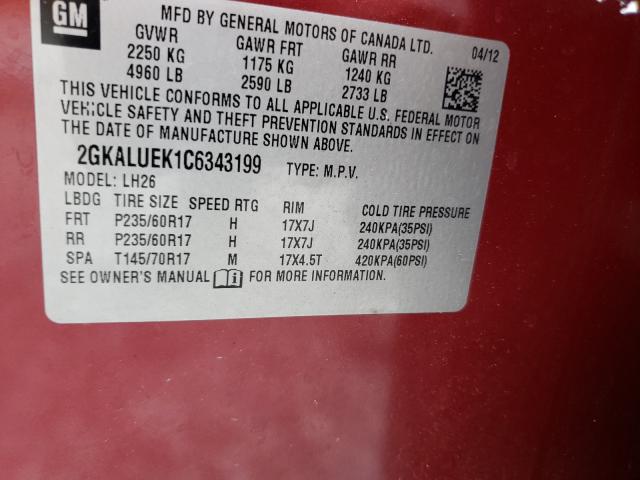 GM
MFD BY GENERAL MOTORS OF CANADA LTD.
GVWR GAWR FRT GAWR RR 04/12
2250 KG 1175 KG 1240 KG
4960 LB 2590 LB 2733 LB
THIS VEHICLE CONFORMS TO ALL APPLICABLE U.S. FEDERAL MOTOR
VEHICLE SAFETY AND THEFT PREVENTION STANDARDS IN EFFECT ON
THE DATE OF MANUFACTURE SHOWN ABOVE.
2GKALUEK1C6343199 TYPE: M.P.V.
MODEL: LH26
LBDG TIRE SIZE SPEED RTG RIM COLD TIRE PRESSURE
FRT P235/60R17 H 17X7J 240KPA(35PSI)
RR P235/60R17 H 17X7J 240KPA(35PSI)
SPA T145/70R17 M 17X4.5T 420KPA(60PSI)
SEE OWNER'S MANUAL FOR MORE INFORMATION.